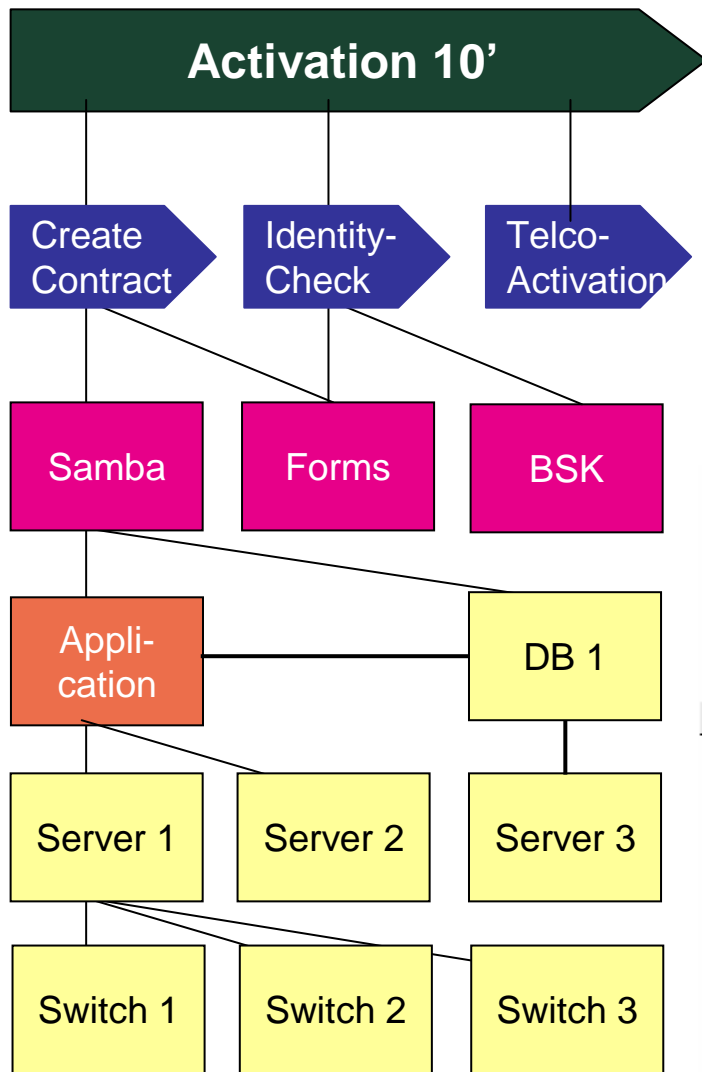 Activation 10’
Create
Contract
Identity-
Check
Telco-
Activation
Samba
Forms
BSK
Appli-
cation
DB 1
Server 1
Server 2
Server 3
Switch 1
Switch 2
Switch 3